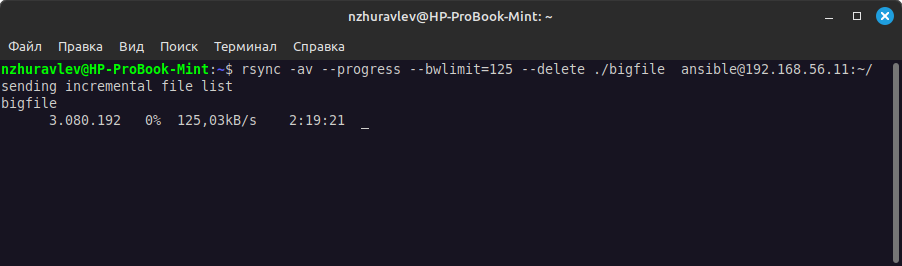 nzhuravlev@HP-ProBook-Mint: ~
Файл Правка Вид Поиск Терминал Справка
nzhuravlev@HP-ProBook-Mint:~$ rsync -av --progress --bwlimit=125 --delete ./bigfile  ansible@192.168.56.11:~/
sending incremental file list
bigfile
      3.080.192   0%  125,03kB/s    2:19:21  _